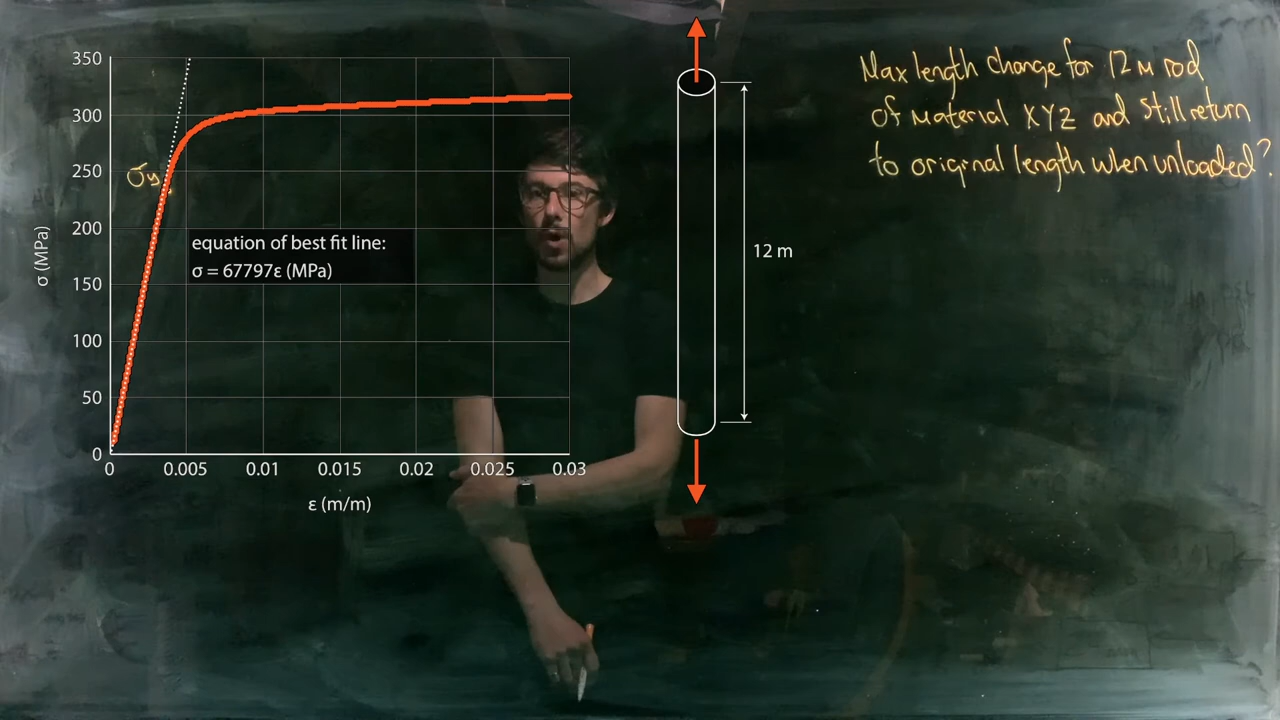 350
300
250
200
150
100
50
0
σy
σ (MPa)
equation of best fit line:
σ = 67797ε (MPa)
0 0.005 0.01 0.015 0.02 0.025 0.03
ε (m/m)
12 m
Max length change for 12 m rod
of material XYZ and still return
to original length when unloaded?